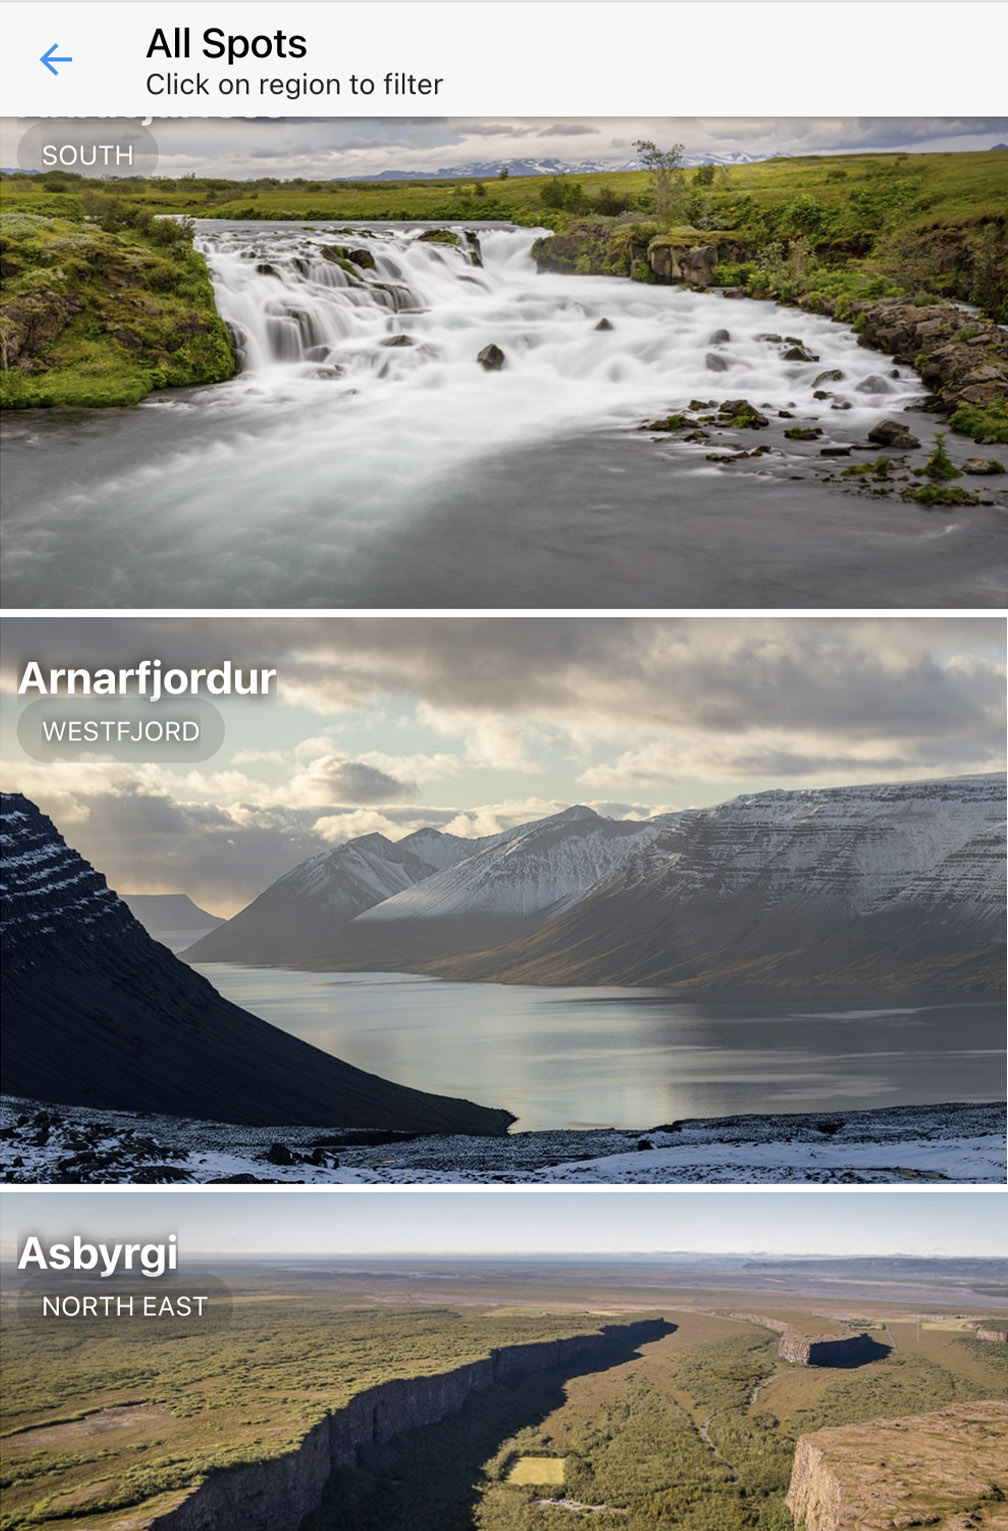 All Spots
Click on region to filter
SOUTH
Arnarfjordur
WESTFJORD
Asbyrgi
NORTH EAST